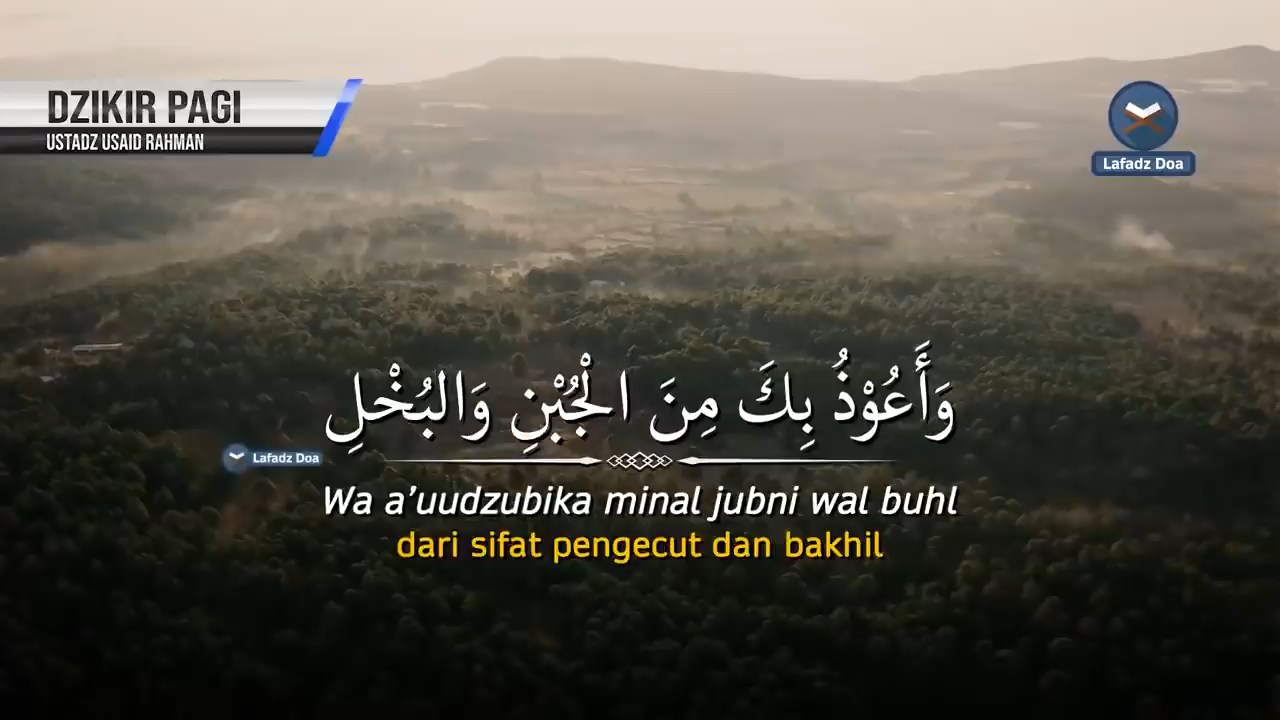 DZIKIR PAGI
USTADZ USAID RAHMAN
Lafadz Doa
وَأَعُوْذُ بِكَ مِنَ الْجُبْنِ وَالبُخْلِ
Lafadz Doa
Wa a’uudzubika minal jubni wal buhl
dari sifat pengecut dan bakhil